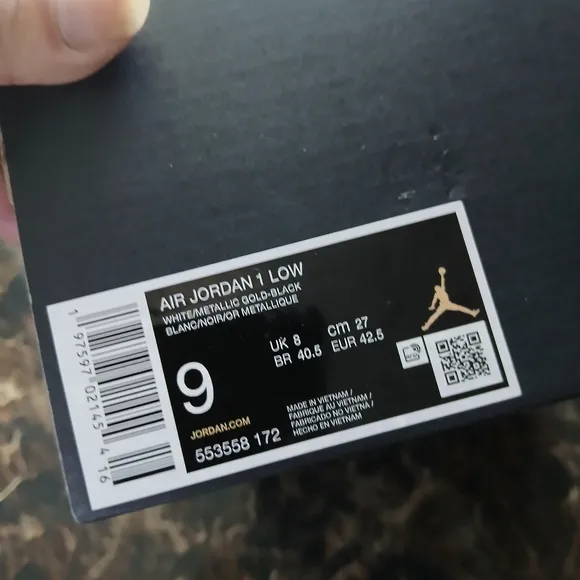 AIR JORDAN 1 LOW
WHITE/METALLIC GOLD-BLACK
BLANC/NOIR/OR METALLIQUE
9
UK 8 cm 27
BR 40.5 EUR 42.5
JORDAN.COM
553558 172
MADE IN VIETNAM /
FABRIQUE AU VIETNAM /
FABRICADO NO VIETNA /
HECHO EN VIETNAM
1 97597 02145 4 16